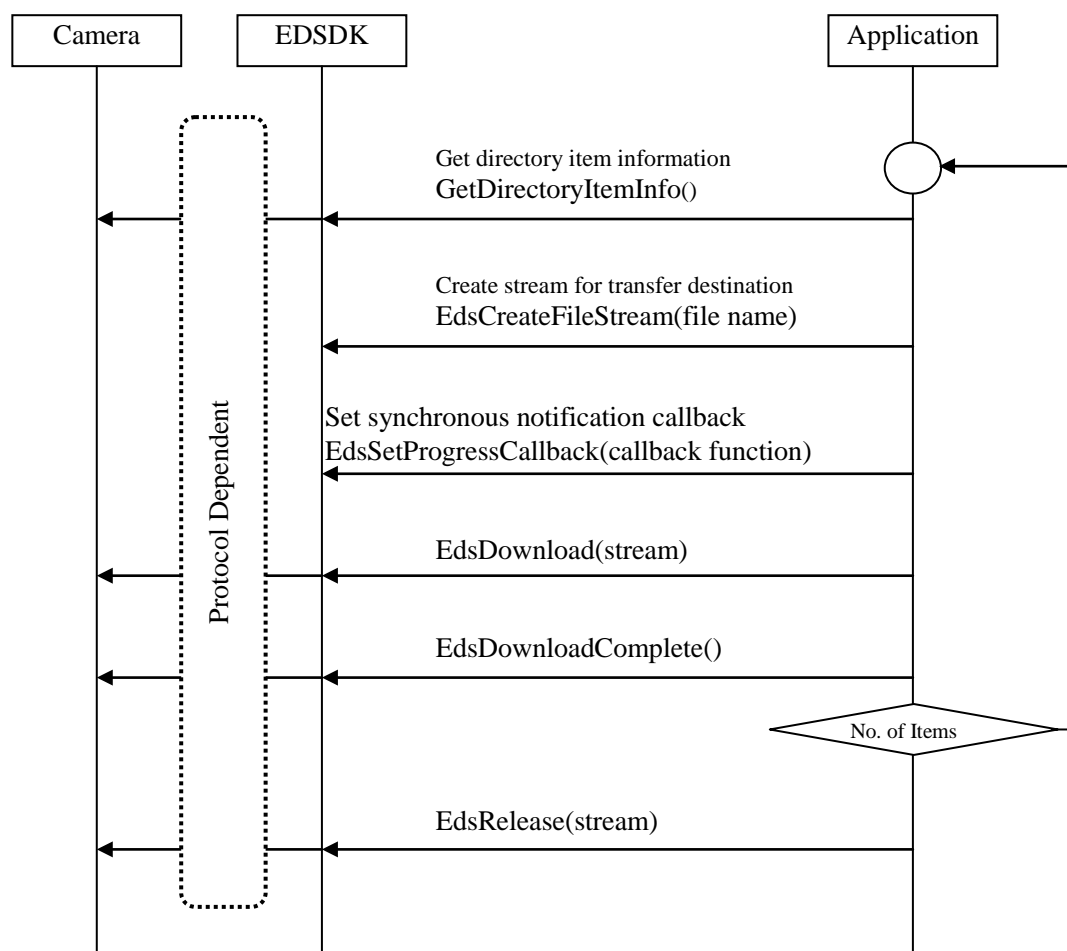 Camera
EDSDK
Application
Get directory item information
GetDirectoryItemInfo()
Create stream for transfer destination
EdsCreateFileStream(file name)
Set synchronous notification callback
EdsSetProgressCallback(callback function)
Protocol Dependent
EdsDownload(stream)
EdsDownloadComplete()
No. of Items
EdsRelease(stream)